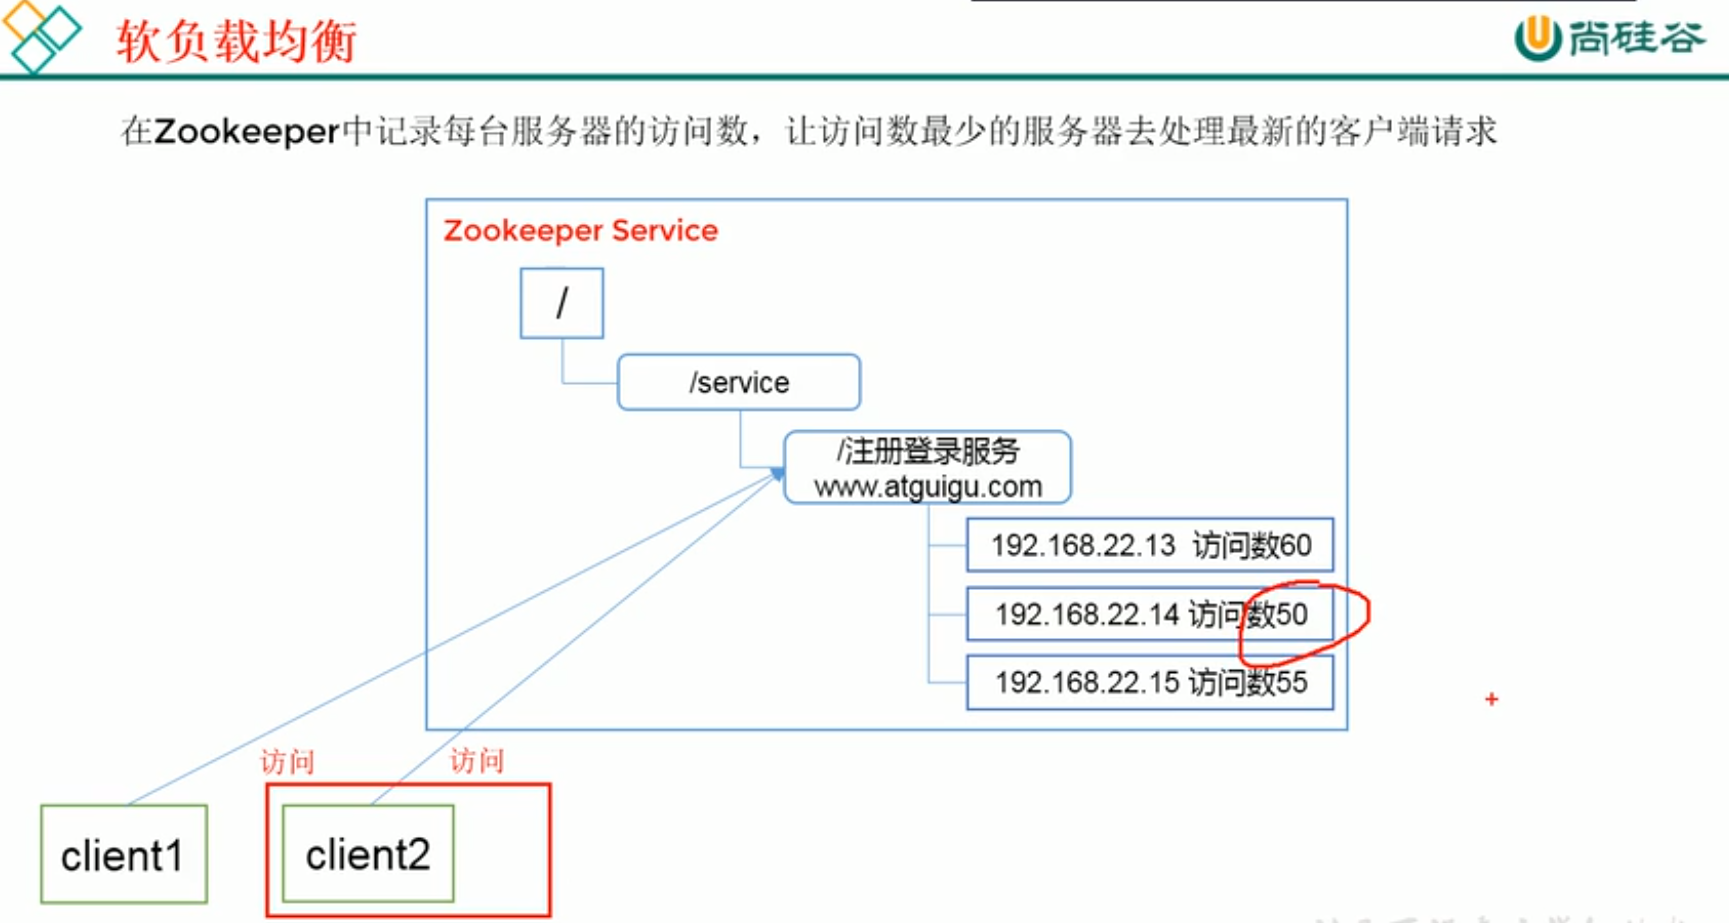 软负载均衡
尚硅谷
在Zookeeper中记录每台服务器的访问数，让访问数最少的服务器去处理最新的客户端请求
Zookeeper Service
/
/service
/注册登录服务
www.atguigu.com
192.168.22.13 访问数60
192.168.22.14 访问数50
192.168.22.15 访问数55
访问
访问
client1
client2